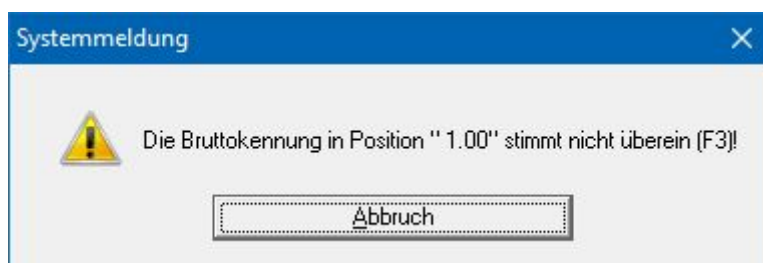 Systemmeldung
Die Bruttokennung in Position " 1.00" stimmt nicht überein (F3)!
Abbruch